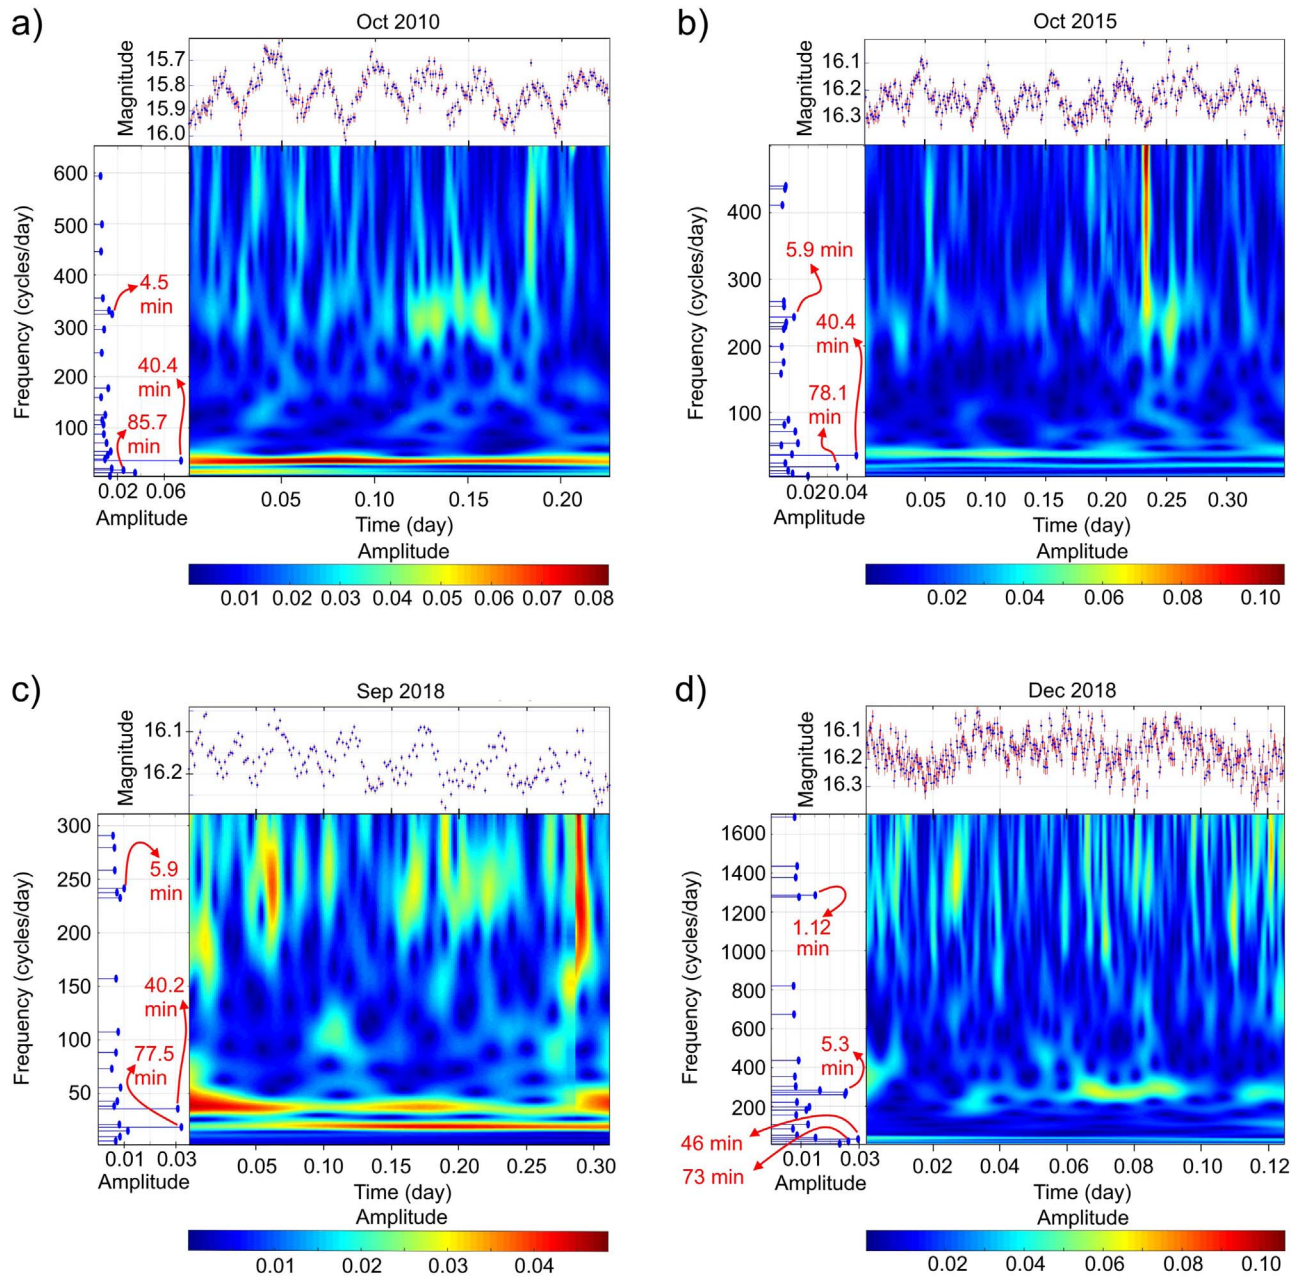 a)
Oct 2010
Magnitude
15.7
15.8
15.9
16.0
Frequency (cycles/day)
600
500
400
300
200
100
4.5
min
40.4
min
85.7
min
0.02 0.06
Amplitude
0.05 0.10 0.15 0.20
Time (day)
Amplitude
0.01 0.02 0.03 0.04 0.05 0.06 0.07 0.08
b)
Oct 2015
Magnitude
16.1
16.2
16.3
Frequency (cycles/day)
400
300
200
100
5.9 min
40.4
min
78.1
min
0.02 0.04
Amplitude
0.05 0.10 0.15 0.20 0.25 0.30
Time (day)
Amplitude
0.02 0.04 0.06 0.08 0.10
c)
Sep 2018
Magnitude
16.1
16.2
Frequency (cycles/day)
300
250
200
150
100
50
5.9
min
40.2
min
77.5
min
0.01 0.03
Amplitude
0.05 0.10 0.15 0.20 0.25 0.30
Time (day)
Amplitude
0.01 0.02 0.03 0.04
d)
Dec 2018
Magnitude
16.1
16.2
16.3
Frequency (cycles/day)
1600
1400
1200
1000
800
600
400
200
1.12
min
5.3
min
46 min
73 min
0.01 0.03
Amplitude
0.02 0.04 0.06 0.08 0.10 0.12
Time (day)
Amplitude
0.02 0.04 0.06 0.08 0.10